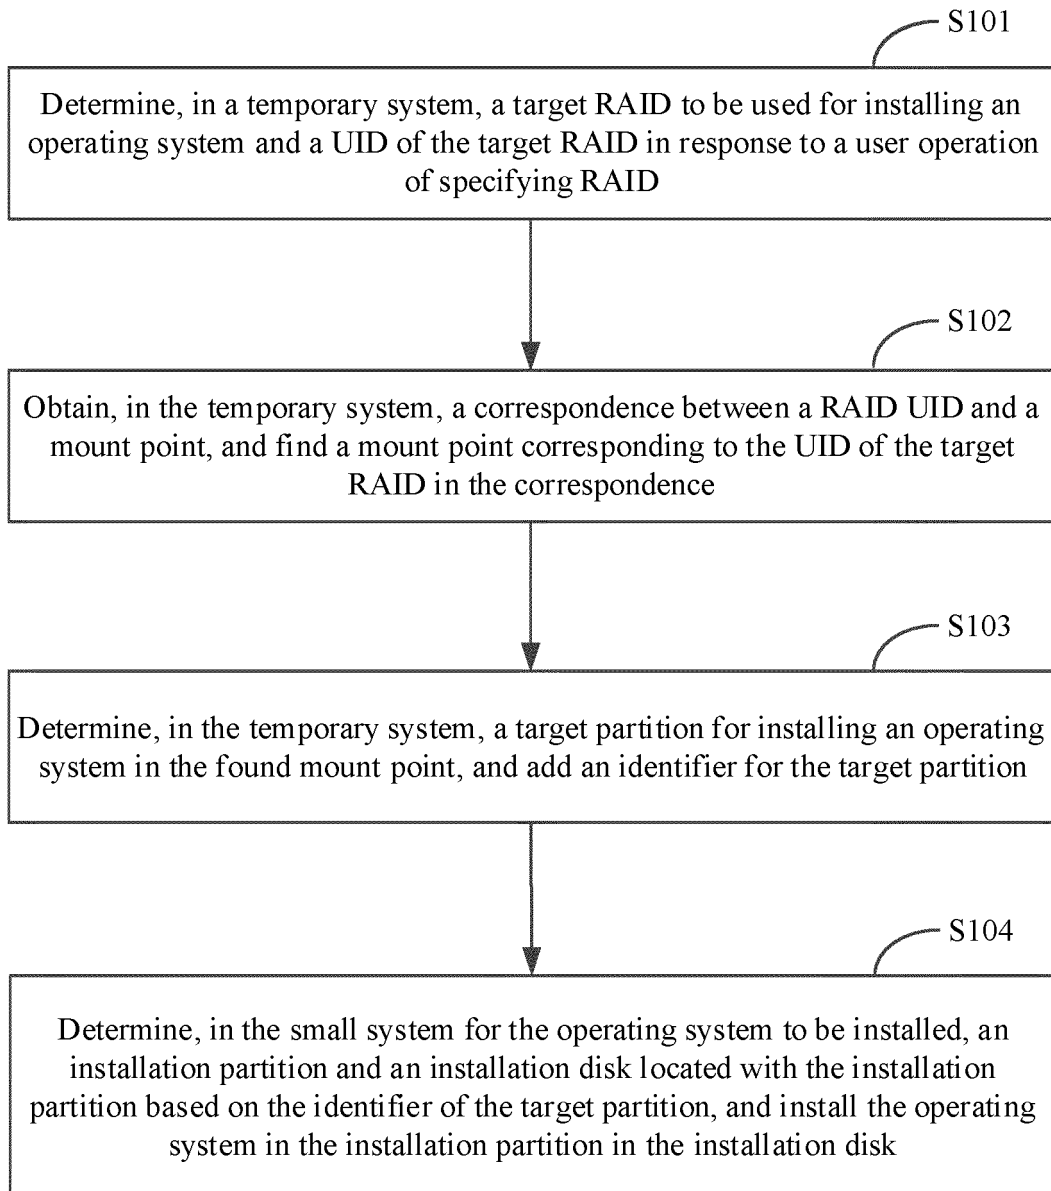 S101
Determine, in a temporary system, a target RAID to be used for installing an
operating system and a UID of the target RAID in response to a user operation
of specifying RAID
S102
Obtain, in the temporary system, a correspondence between a RAID UID and a
mount point, and find a mount point corresponding to the UID of the target
RAID in the correspondence
S103
Determine, in the temporary system, a target partition for installing an operating
system in the found mount point, and add an identifier for the target partition
S104
Determine, in the small system for the operating system to be installed, an
installation partition and an installation disk located with the installation
partition based on the identifier of the target partition, and install the operating
system in the installation partition in the installation disk